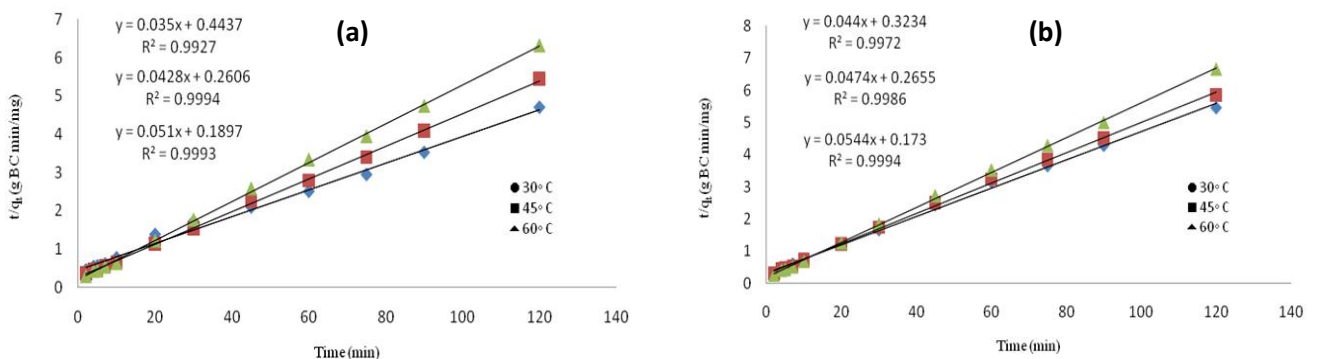 (a)
y = 0.035x + 0.4437
R² = 0.9927
y = 0.0428x + 0.2606
R² = 0.9994
y = 0.051x + 0.1897
R² = 0.9993
7
6
5
4
3
2
1
0
t/qₜ (g BC min/mg)
30° C
45° C
60° C
0 20 40 60 80 100 120 140
Time (min)
(b)
y = 0.044x + 0.3234
R² = 0.9972
y = 0.0474x + 0.2655
R² = 0.9986
y = 0.0544x + 0.173
R² = 0.9994
8
7
6
5
4
3
2
1
0
t/qₜ (g BC min/mg)
30° C
45° C
60° C
0 20 40 60 80 100 120 140
Time (min)